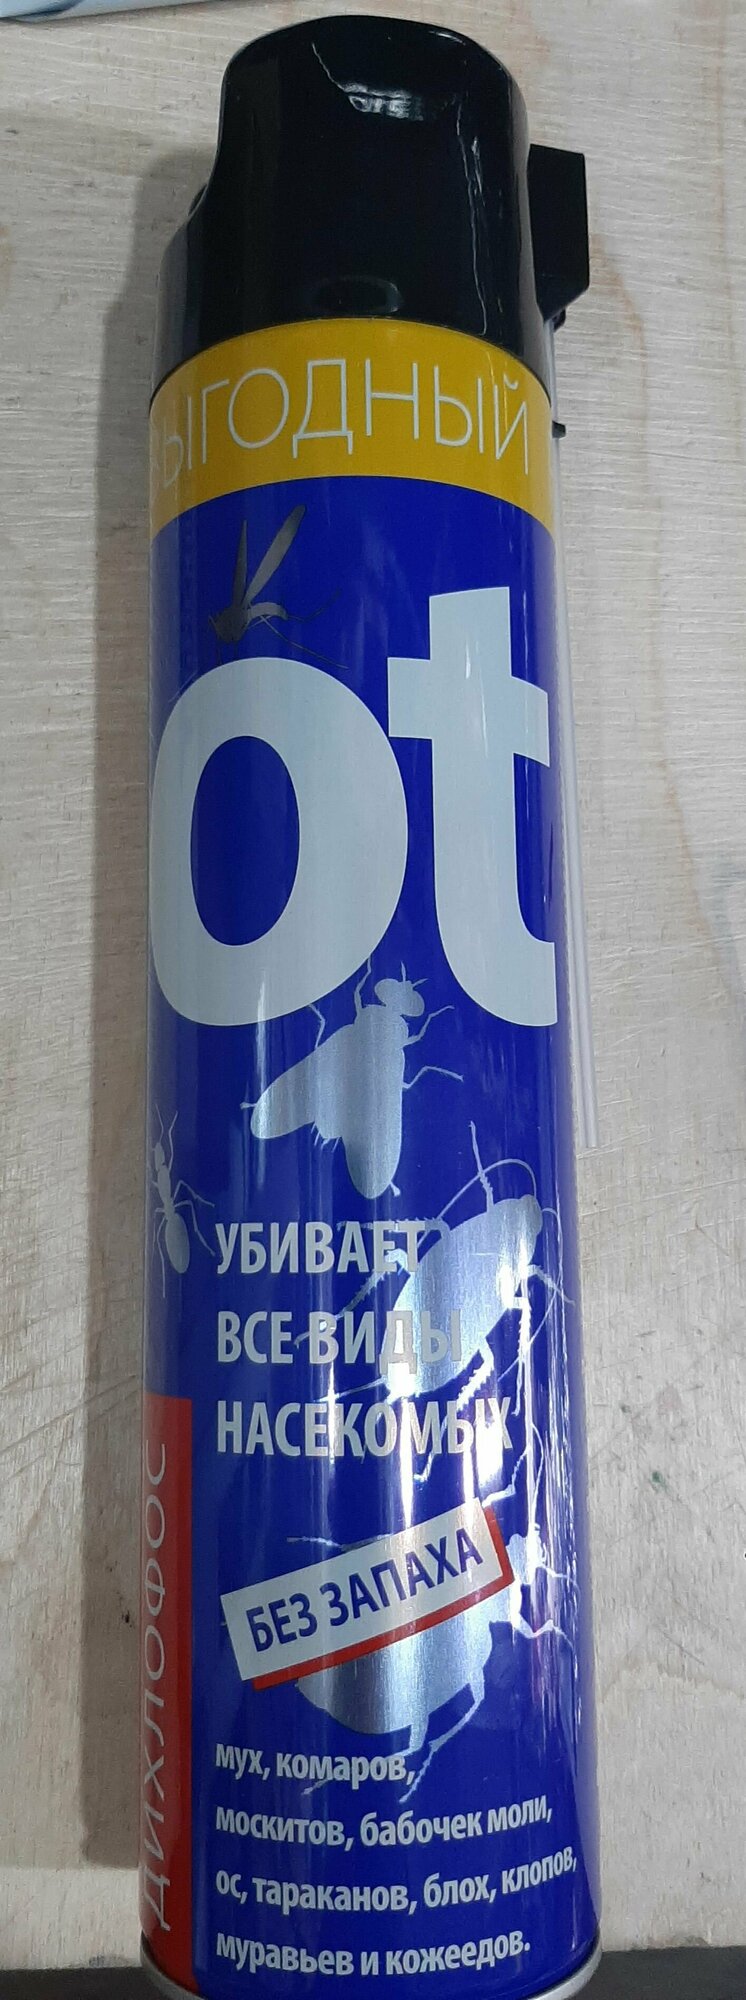 ВЫГОДНЫЙ
ot
УБИВАЕТ
ВСЕ ВИДЫ
НАСЕКОМЫХ
БЕЗ ЗАПАХА
ДИХЛОФОС
мух, комаров,
москитов, бабочек моли,
ос, тараканов, блох, клопов,
муравьев и кожеедов.